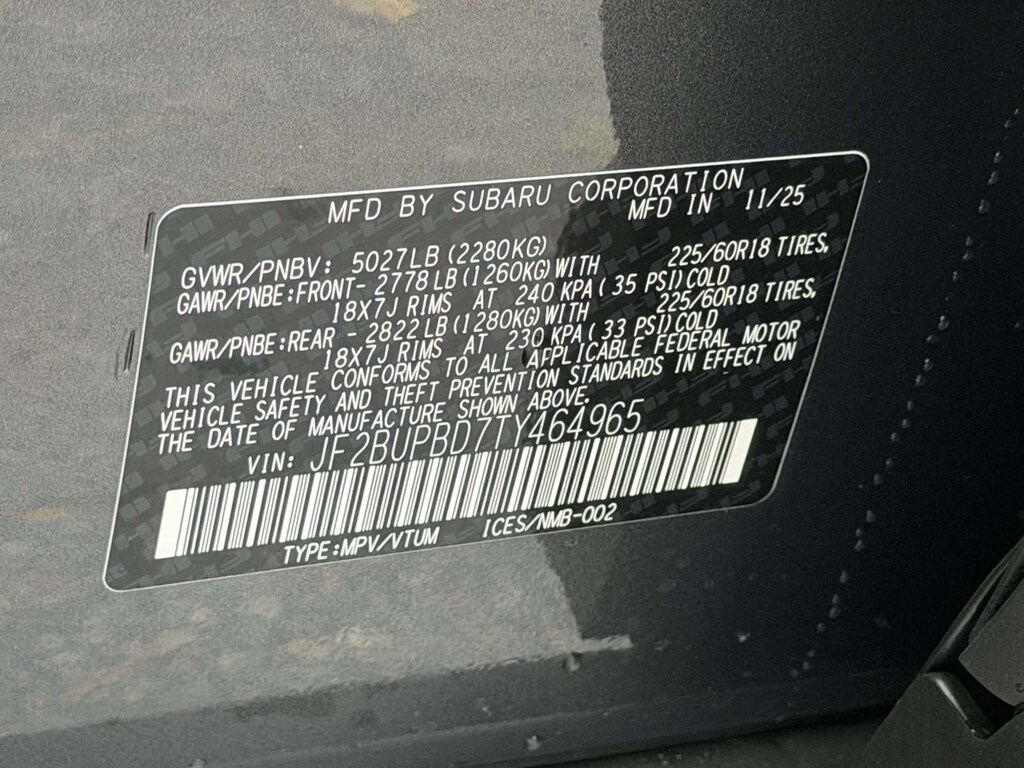 MFD BY SUBARU CORPORATION
MFD IN 11/25
GVWR/PNBV: 5027LB (2280KG)
GAWR/PNBE:FRONT- 2778LB(1260KG)WITH 225/60R18 TIRES,
18X7J RIMS AT 240 KPA( 35 PSI)COLD
GAWR/PNBE:REAR - 2822LB(1280KG)WITH 225/60R18 TIRES,
18X7J RIMS AT 230 KPA( 33 PSI)COLD
THIS VEHICLE CONFORMS TO ALL APPLICABLE FEDERAL MOTOR
VEHICLE SAFETY AND THEFT PREVENTION STANDARDS IN EFFECT ON
THE DATE OF MANUFACTURE SHOWN ABOVE.
VIN: JF2BUPBD7TY464965
TYPE:MPV/VTUM ICES/NMB-002